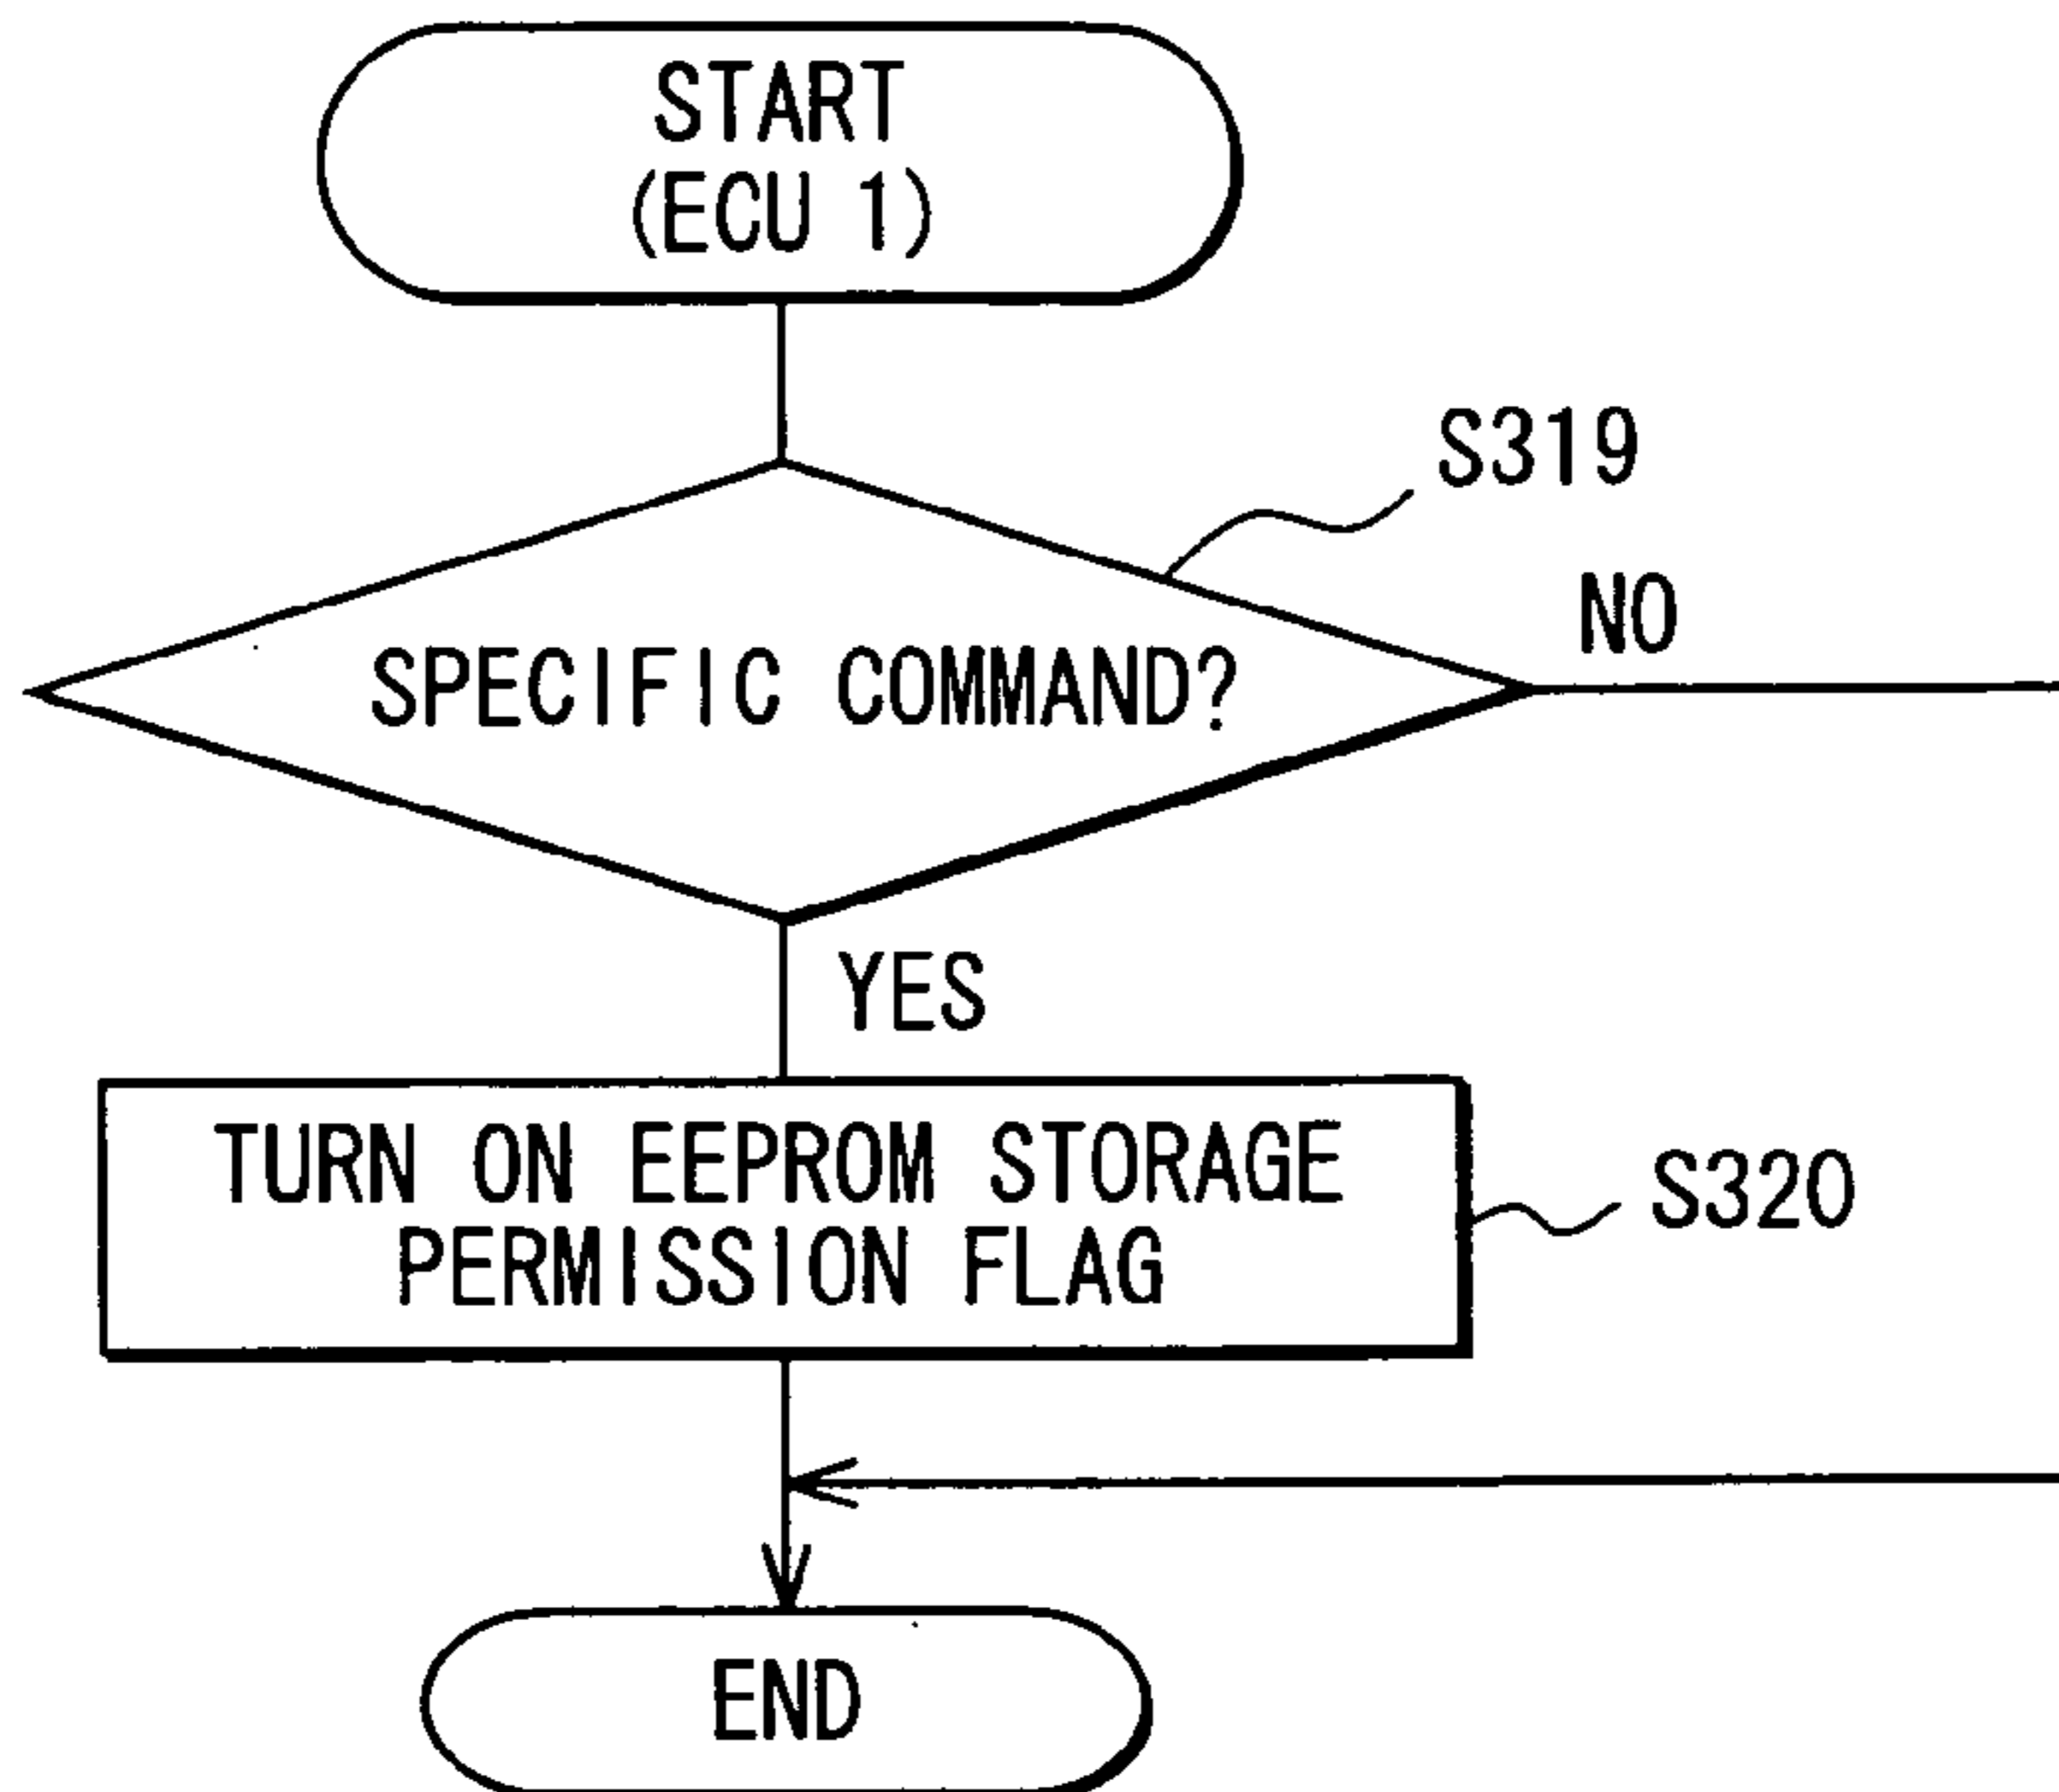 START
(ECU 1)
S319
NO
SPECIFIC COMMAND?
YES
TURN ON EEPROM STORAGE
PERMISSION FLAG
S320
END